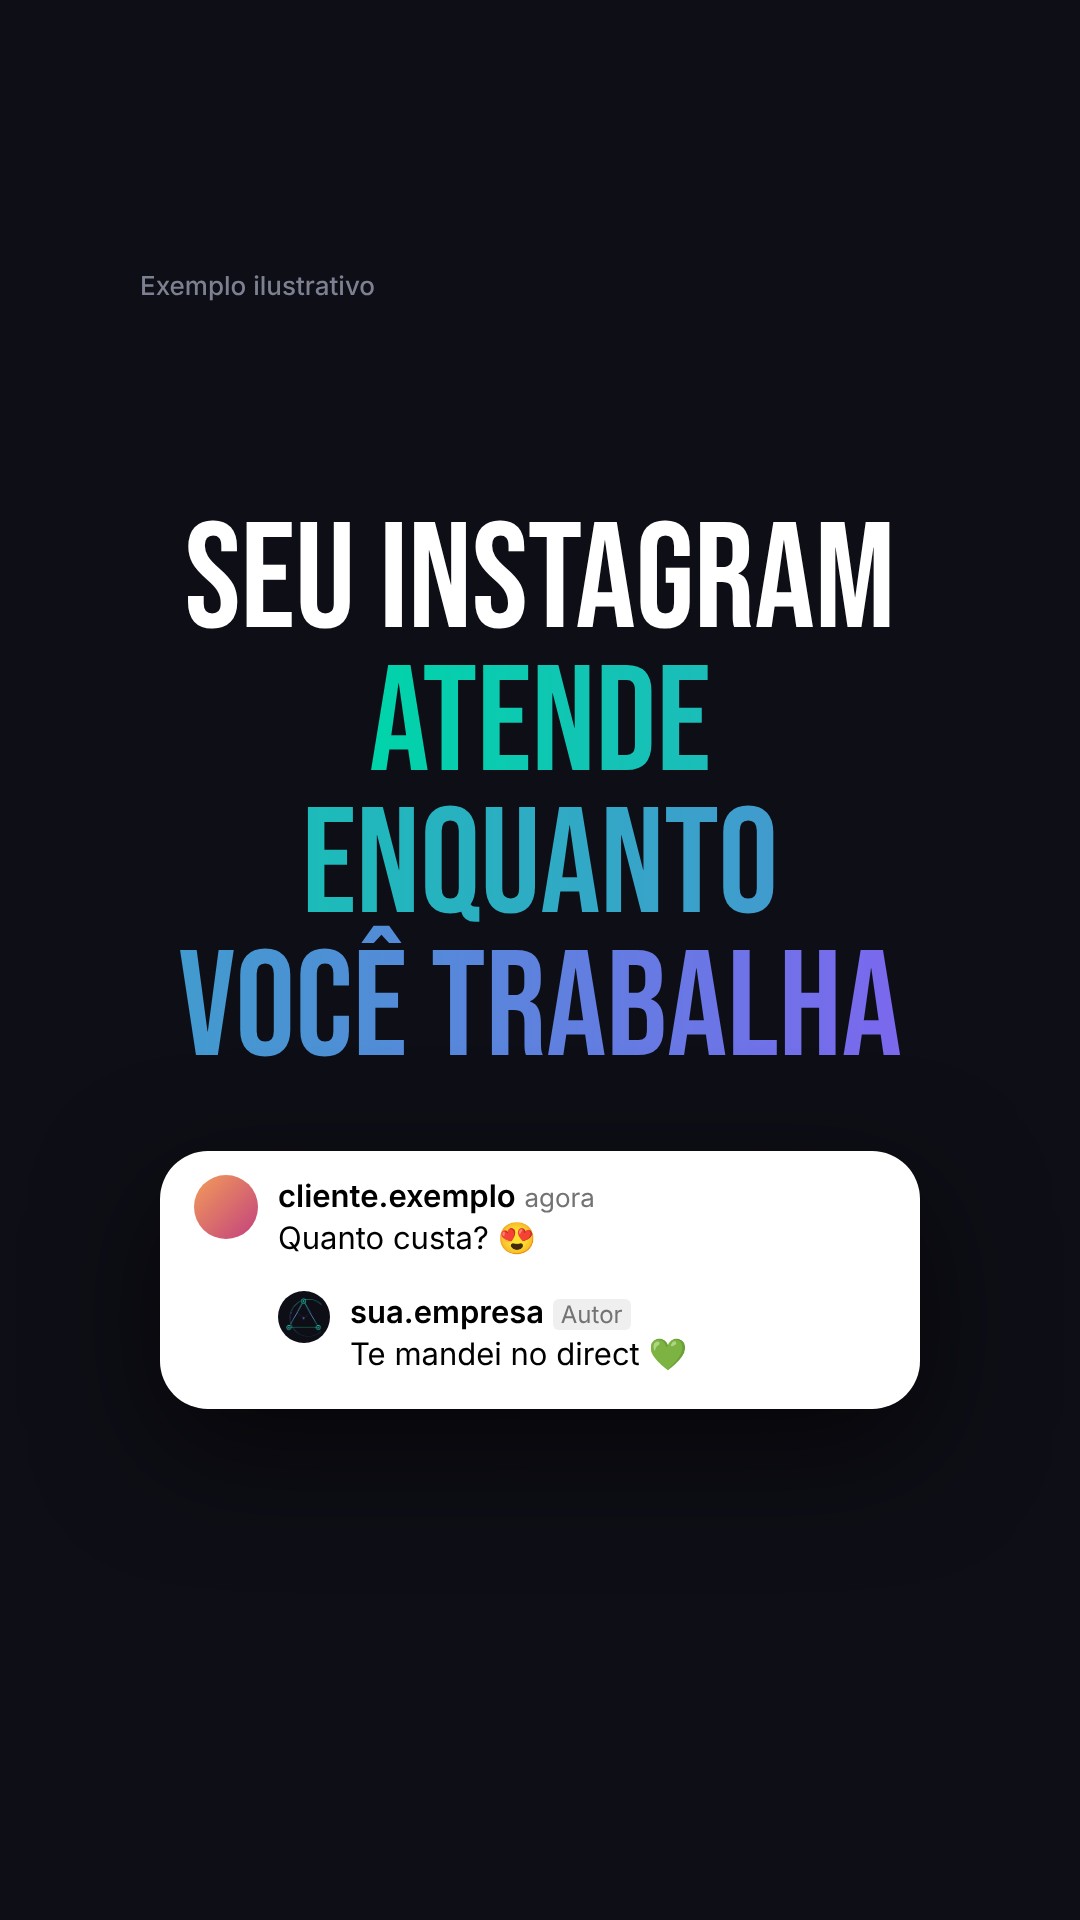 Exemplo ilustrativo
SEU INSTAGRAM
ATENDE
ENQUANTO
VOCÊ TRABALHA
cliente.exemplo agora
Quanto custa? 😍
sua.empresa Autor
Te mandei no direct 💚